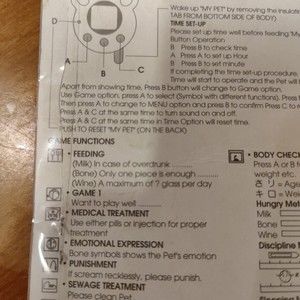 Wake up "MY PET" by removing the insulation
TAB FROM BOTTOM SIDE OF BODY)
TIME SET-UP
Please set up time well before feeding "My
Button Operation
B Press B to check time
A Press A to set up hour
B Press B to set minute
If completing the time set-up procedure
Time will start to operate and the Pet will b
D
A B C
Apart from showing time, Press B button will change to Game option.
Use Game option, press A to select (Symbol with different functions). Press B
Then press A to change to MENU option and press B to confirm Press C to r
Press A & C at the same time to turn sound on and off.
Press A & C at the same time in Time Option will reset time.
PUSH TO RESET "MY PET" (ON THE BACK)
GAME FUNCTIONS
• FEEDING
(Milk) In case of overdrunk
(Bone) Only one piece is enough
(Wine) A maximum of ? glass per day
• GAME 1
Want to play well
• MEDICAL TREATMENT
Use either pills or injection for proper
treatment
• EMOTIONAL EXPRESSION
Bone symbols shows the Pet's emotion
• PUNISHMENT
If scream recklessly, please punish.
• SEWAGE TREATMENT
Please clean Pet
• BODY CHECK
Press A or B t
weight etc
さ リ = Ag
キ ロ = We
Hungry Met
Milk
Bone
Wine
Discipline M